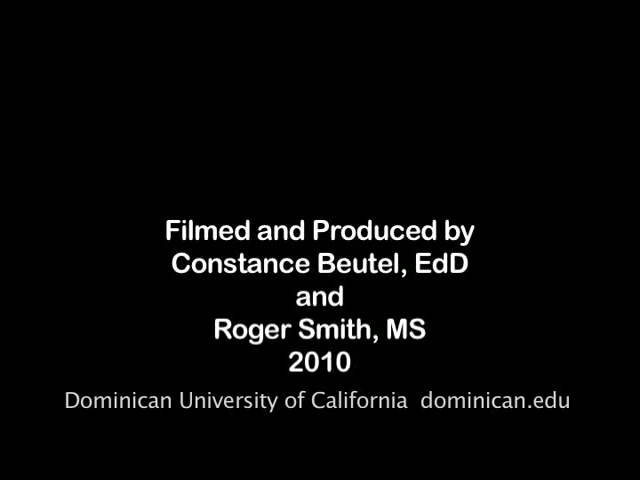 Filmed and Produced by
Constance Beutel, EdD
and
Roger Smith, MS
2010
Dominican University of California  dominican.edu